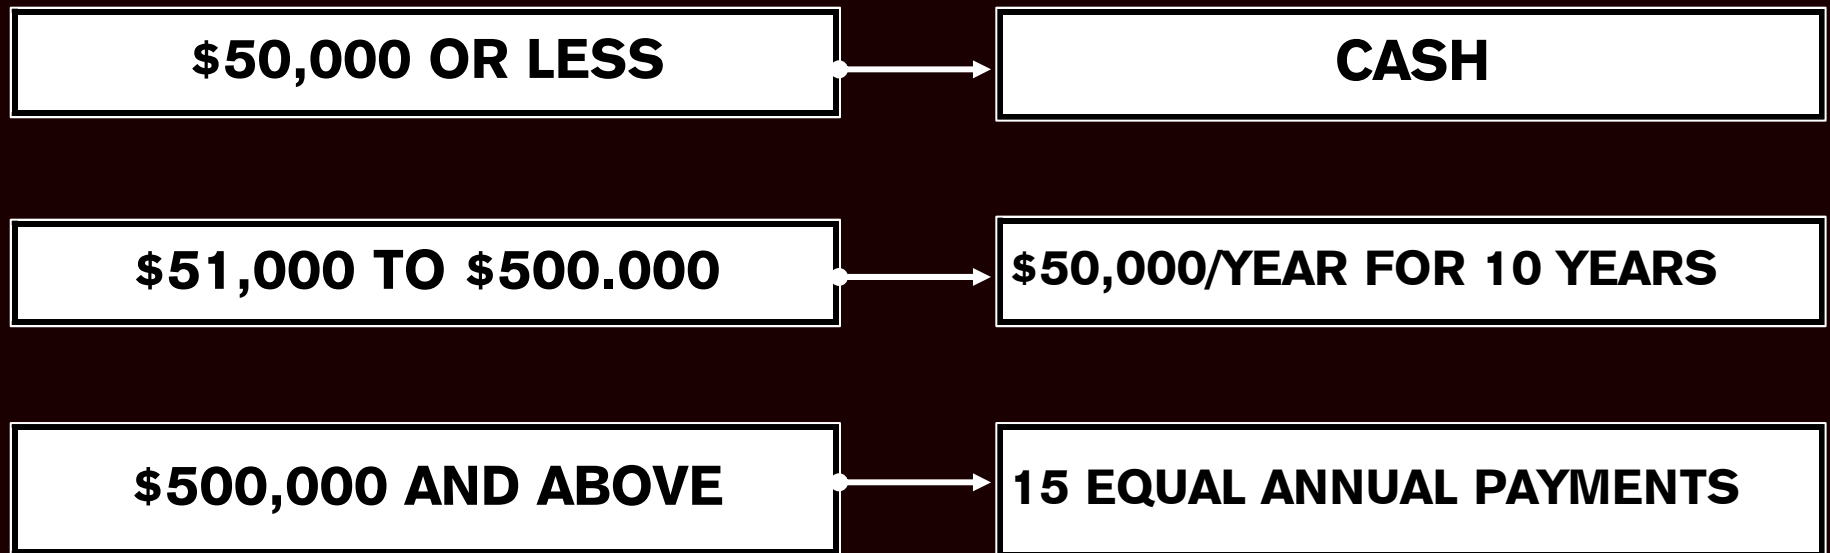 $50,000 OR LESS
CASH
$51,000 TO $500.000
$50,000/YEAR FOR 10 YEARS
$500,000 AND ABOVE
15 EQUAL ANNUAL PAYMENTS